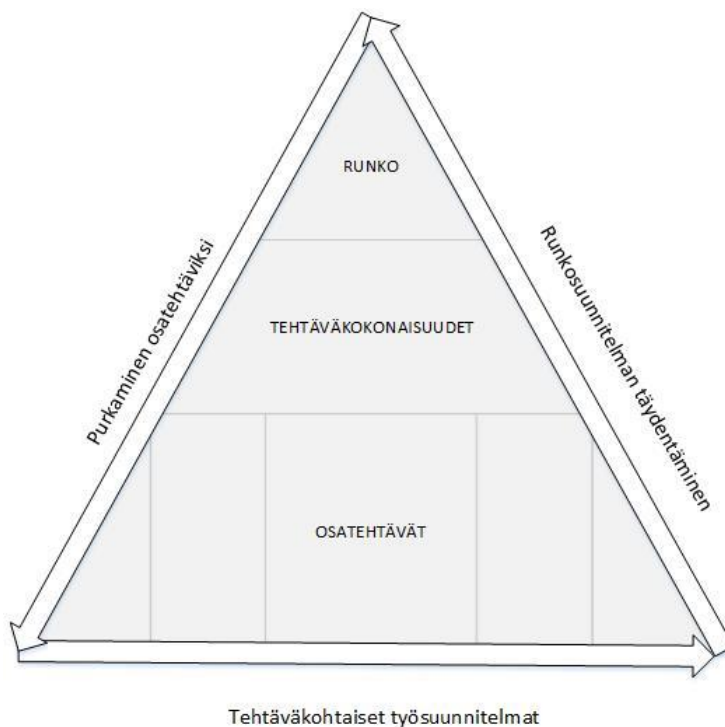 RUNKO
Purkaminen osatehtäviksi
Runkosuunnitelman täydentäminen
TEHTÄVÄKOKONAISUUDET
OSATEHTÄVÄT
Tehtäväkohtaiset työsuunnitelmat